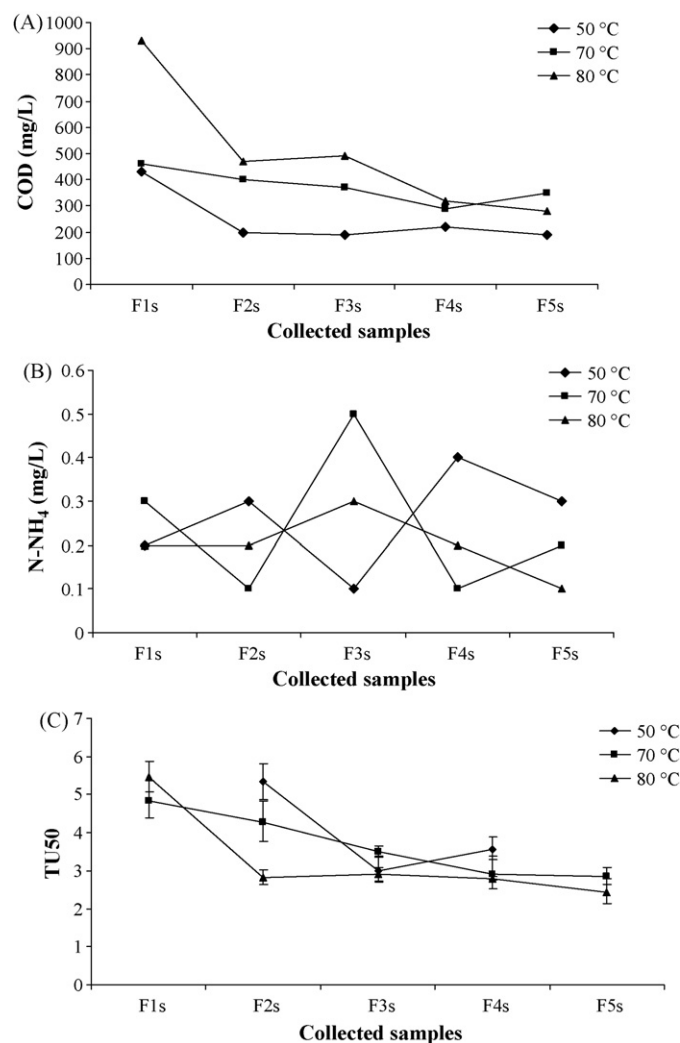 (A)
1000
900
800
700
600
500
400
300
200
100
0
COD (mg/L)
50 °C
70 °C
80 °C
F1s F2s F3s F4s F5s
Collected samples
(B)
0.6
0.5
0.4
0.3
0.2
0.1
0
N-NH₄ (mg/L)
50 °C
70 °C
80 °C
F1s F2s F3s F4s F5s
Collected samples
(C)
7
6
5
4
3
2
1
0
TU50
50 °C
70 °C
80 °C
F1s F2s F3s F4s F5s
Collected samples